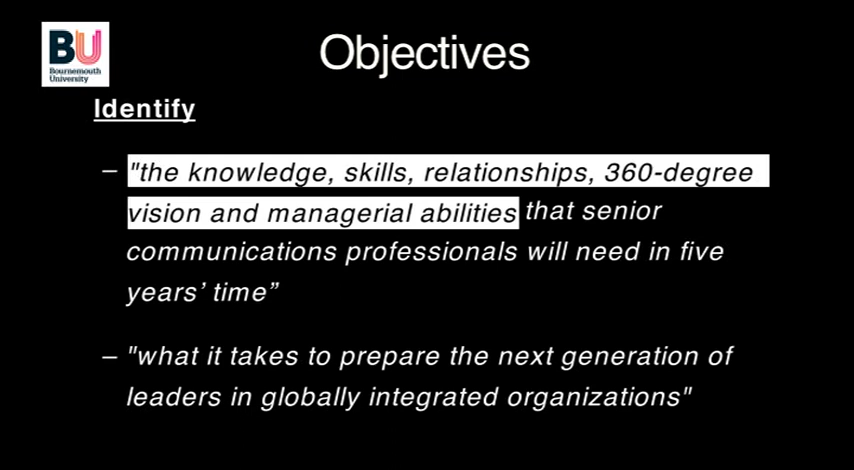 BU
Bournemouth
University
Objectives
Identify
– "the knowledge, skills, relationships, 360-degree
vision and managerial abilities that senior
communications professionals will need in five
years’ time”
– "what it takes to prepare the next generation of
leaders in globally integrated organizations"